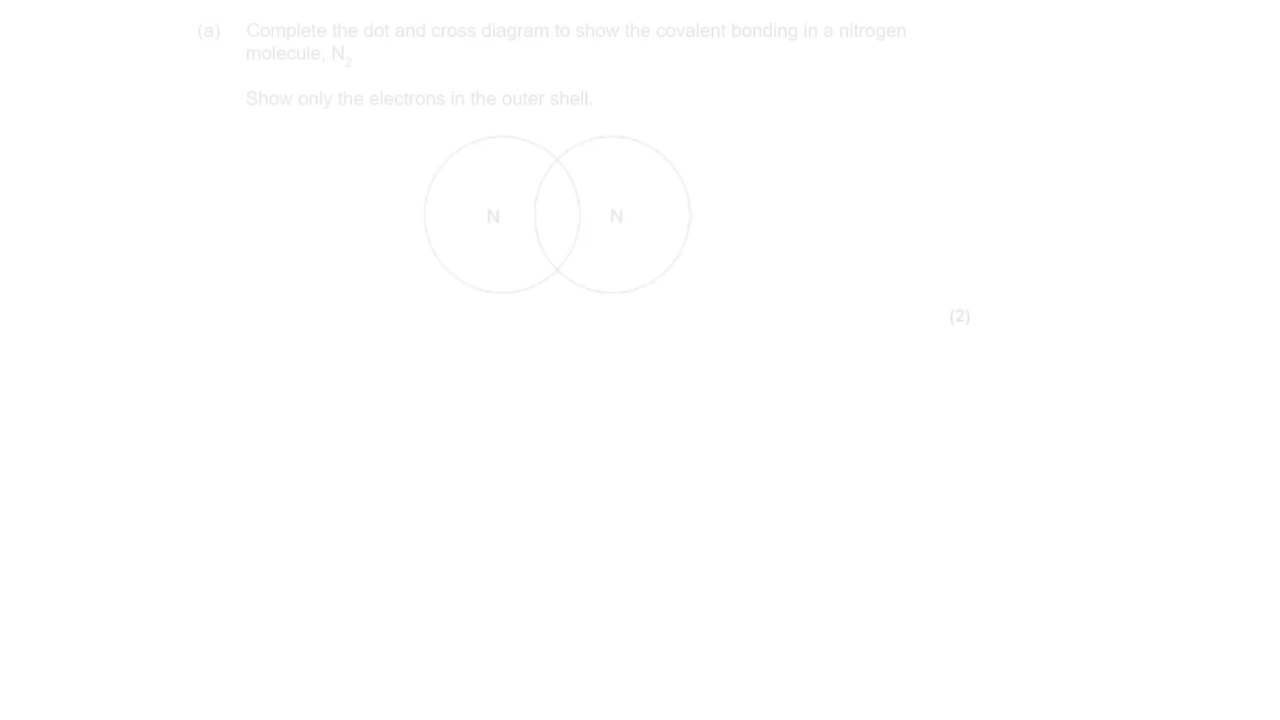 (a) Complete the dot and cross diagram to show the covalent bonding in a nitrogen
molecule, N₂
Show only the electrons in the outer shell.
N N
(2)